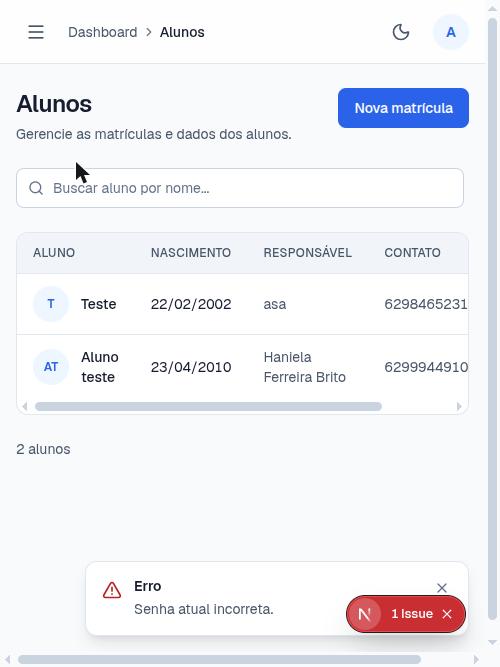 Dashboard > Alunos
A
Alunos
Nova matrícula
Gerencie as matrículas e dados dos alunos.
Buscar aluno por nome...
ALUNO NASCIMENTO RESPONSÁVEL CONTATO
T Teste 22/02/2002 asa 6298465231
AT Aluno teste 23/04/2010 Haniela Ferreira Brito 6299944910
2 alunos
Erro
Senha atual incorreta.
N 1 Issue